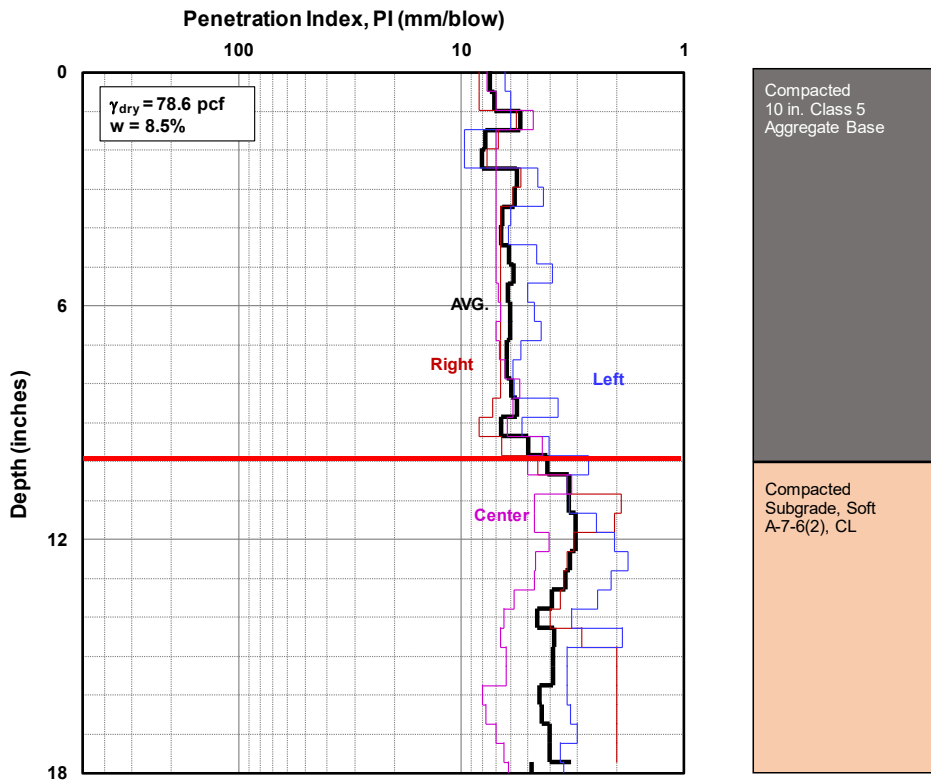 Penetration Index, PI (mm/blow)
100 10 1
0
γdry = 78.6 pcf
w = 8.5%
Compacted
10 in. Class 5
Aggregate Base
6
AVG.
Right
Left
Depth (inches)
Center
Compacted
Subgrade, Soft
A-7-6(2), CL
12
18